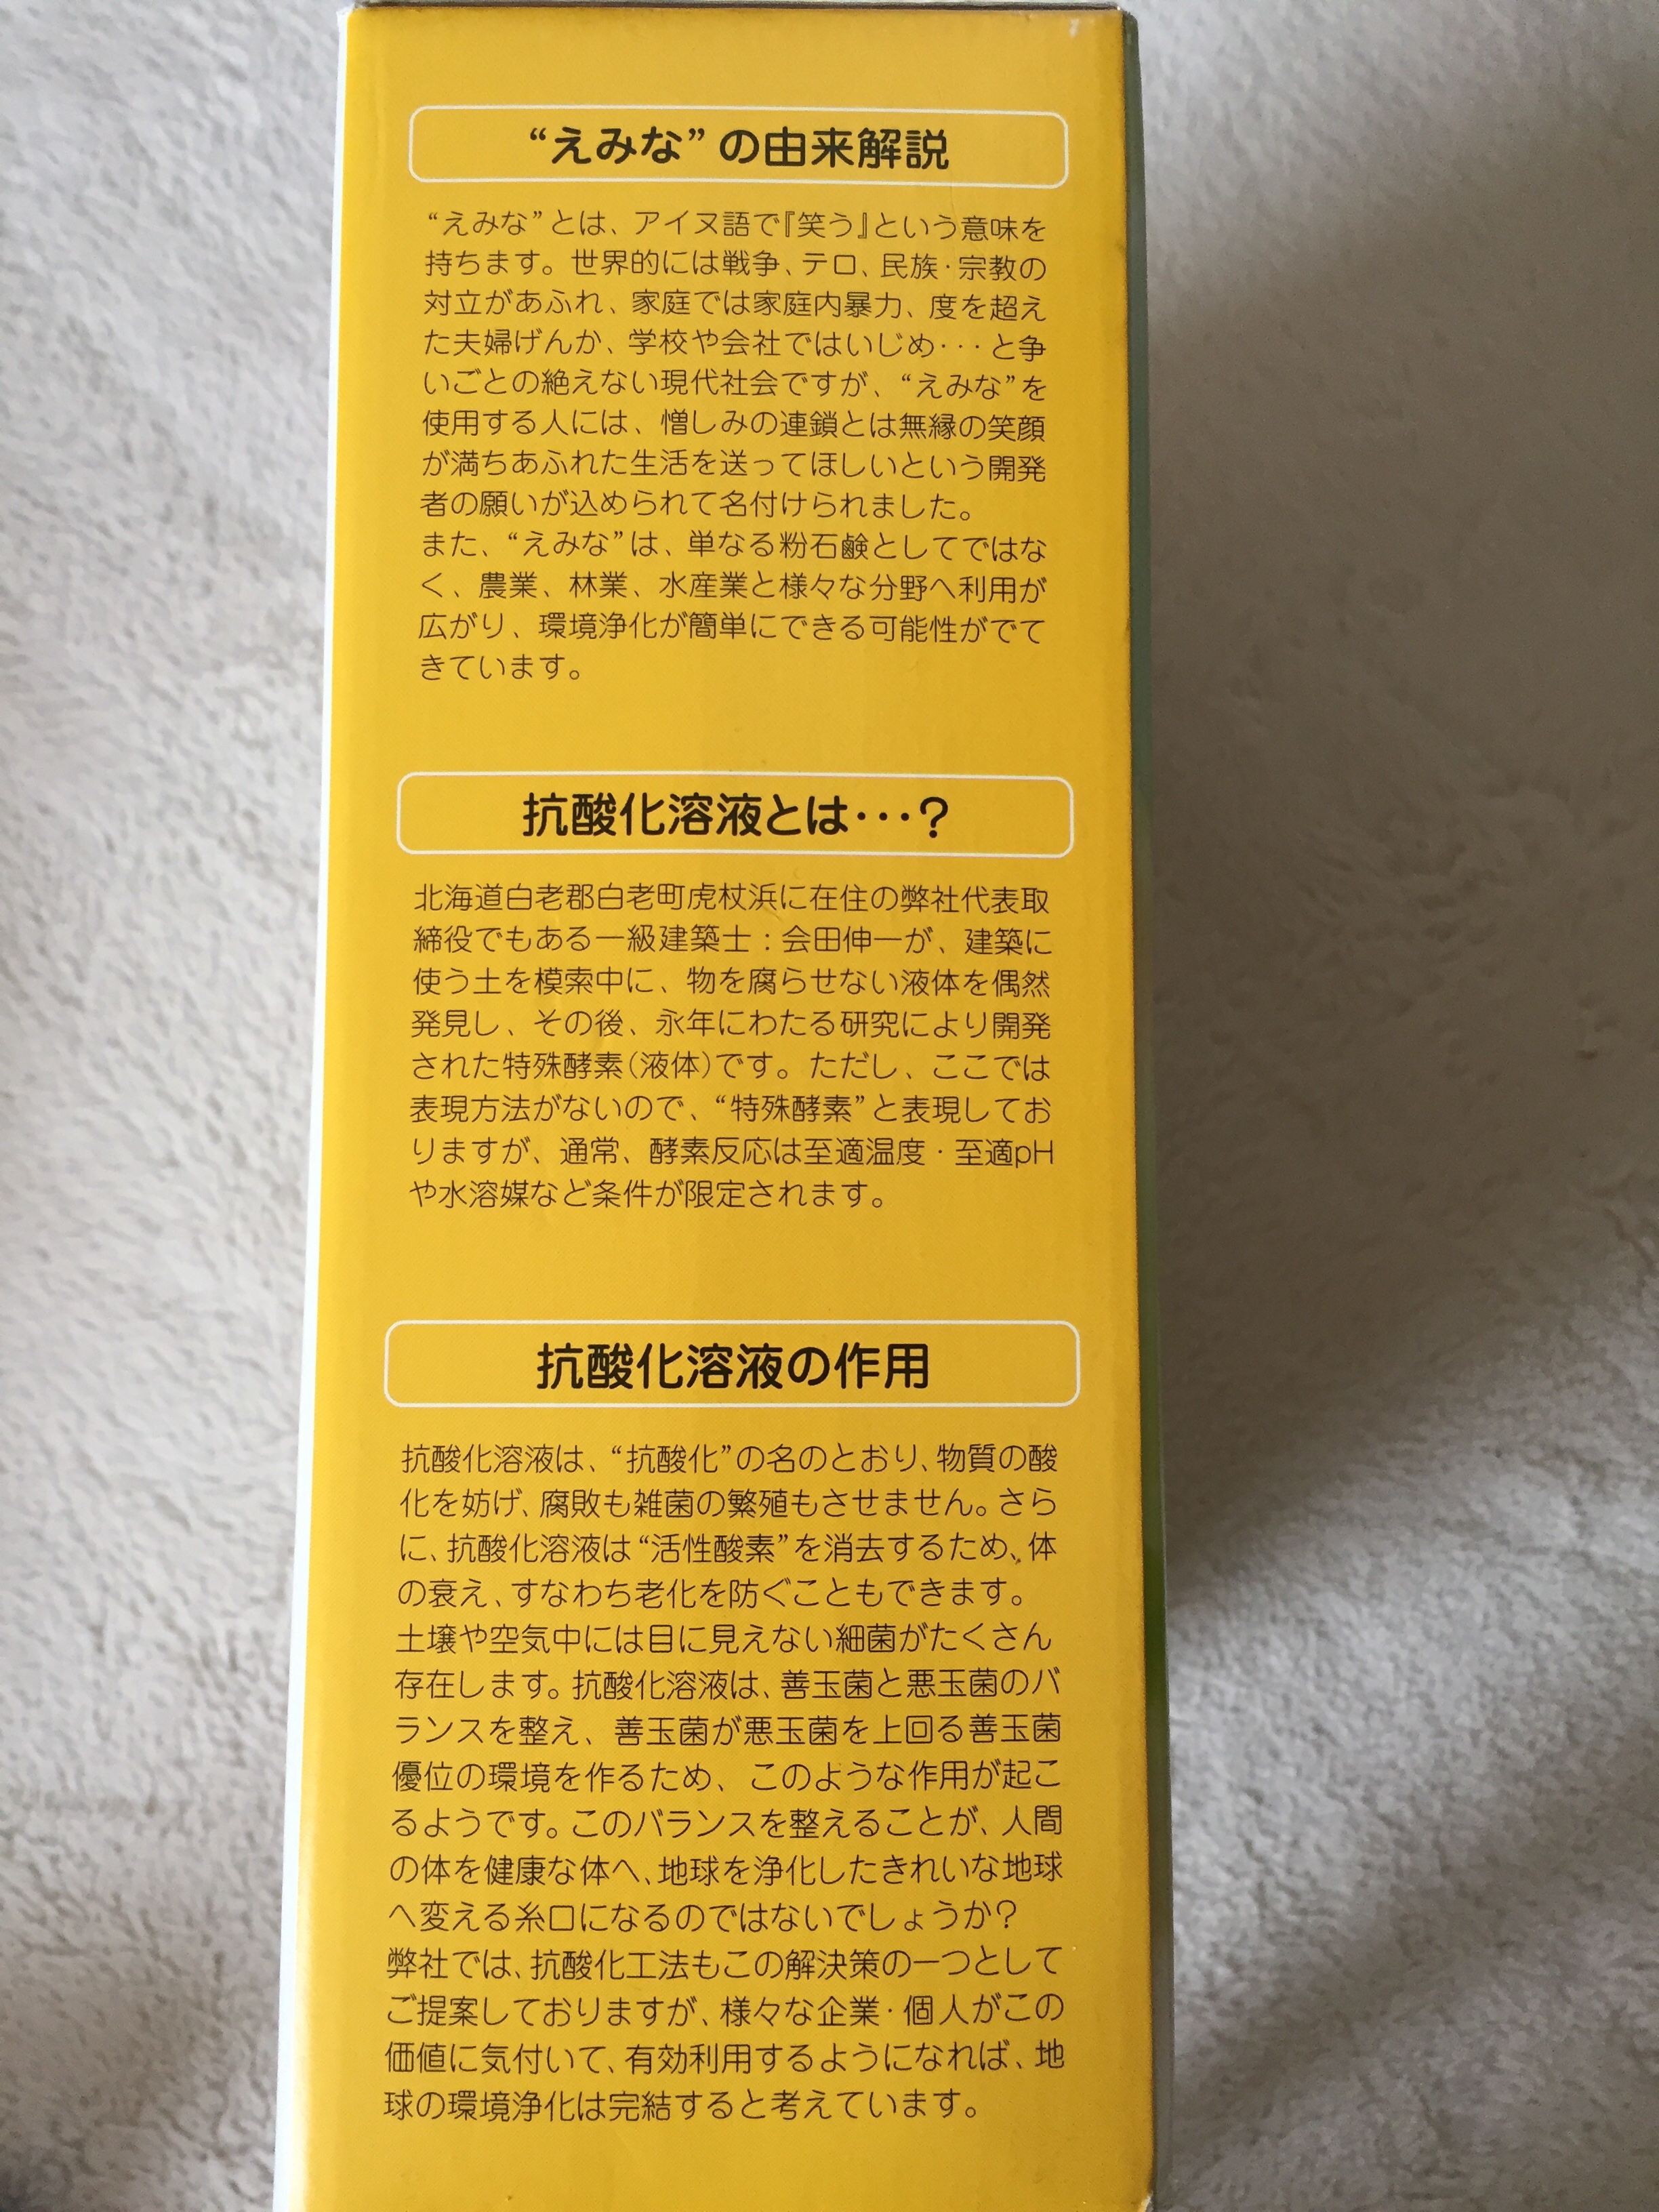 “えみな”の由来解説
“えみな”とは、アイヌ語で『笑う』という意味を
持ちます。世界的には戦争、テロ、民族·宗教の
対立があふれ、家庭では家庭内暴力、度を超え
た夫婦げんか、学校や会社ではいじめ···と争
いごとの絶えない現代社会ですが、“えみな”を
使用する人には、憎しみの連鎖とは無縁の笑顔
が満ちあふれた生活を送ってほしいという開発
者の願いが込められて名付けられました。
また、“えみな”は、単なる粉石鹸としてではな
く、農業、林業、水産業と様々な分野へ利用が
広がり、環境浄化が簡単にできる可能性がでて
きています。
抗酸化溶液とは···?
北海道白老郡白老町虎杖浜に在住の弊社代表取
締役でもある一級建築士：会田伸一が、建築に
使う土を模索中に、物を腐らせない液体を偶然
発見し、その後、永年にわたる研究により開発
された特殊酵素（液体）です。ただし、ここでは
表現方法がないので、“特殊酵素”と表現してお
りますが、通常、酵素反応は至適温度·至適pH
や水溶媒など条件が限定されます。
抗酸化溶液の作用
抗酸化溶液は、“抗酸化”の名のとおり、物質の酸
化を妨げ、腐敗も雑菌の繁殖もさせません。さら
に、抗酸化溶液は“活性酸素”を消去するため、体
の衰え、すなわち老化を防ぐこともできます。
土壌や空気中には目に見えない細菌がたくさん
存在します。抗酸化溶液は、善玉菌と悪玉菌のバ
ランスを整え、善玉菌が悪玉菌を上回る善玉菌
優位の環境を作るため、このような作用が起こ
るようです。このバランスを整えることが、人間
の体を健康な体へ、地球を浄化したきれいな地球
へ変える糸口になるのではないでしょうか?
弊社では、抗酸化工法もこの解決策の一つとして
ご提案しておりますが、様々な企業·個人がこの
価値に気付いて、有効利用するようになれば、地
球の環境浄化は完結すると考えています。